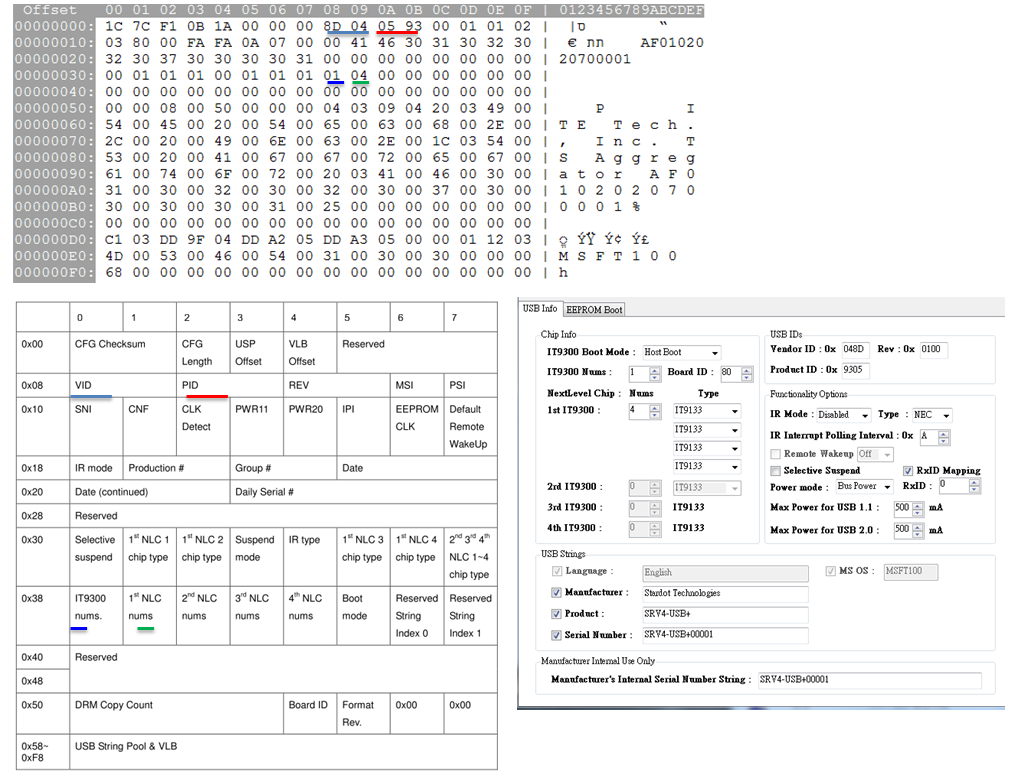 Offset 00 01 02 03 04 05 06 07 08 09 0A 0B 0C 0D 0E 0F | 0123456789ABCDEF
00000000: 1C 7C F1 0B 1A 00 00 00 8D 04 05 93 00 01 01 02 | |ט “
00000010: 03 80 00 FA FA 0A 07 00 00 41 46 30 31 30 32 30 | € пп AF01020
00000020: 32 30 37 30 30 30 30 31 00 00 00 00 00 00 00 00 | 20700001
00000030: 00 01 01 01 00 01 01 01 01 04 00 00 00 00 00 00 |
00000040: 00 00 00 00 00 00 00 00 00 00 00 00 00 00 00 00 |
00000050: 00 00 08 00 50 00 00 00 04 03 09 04 20 03 49 00 | P I
00000060: 54 00 45 00 20 00 54 00 65 00 63 00 68 00 2E 00 | T E T e c h .
00000070: 2C 00 20 00 49 00 6E 00 63 00 2E 00 1C 03 54 00 | , I n c . T
00000080: 53 00 20 00 41 00 67 00 67 00 72 00 65 00 67 00 | S A g g r e g
00000090: 61 00 74 00 6F 00 72 00 20 03 41 00 46 00 30 00 | a t o r A F 0
000000A0: 31 00 30 00 32 00 30 00 32 00 30 00 37 00 30 00 | 1 0 2 0 2 0 7 0
000000B0: 30 00 30 00 30 00 31 00 25 00 00 00 00 00 00 00 | 0 0 0 1 %
000000C0: 00 00 00 00 00 00 00 00 00 00 00 00 00 00 00 00 |
000000D0: C1 03 DD 9F 04 DD A2 05 DD A3 05 00 00 01 12 03 | ÝŸ Ý¢ Ý£
000000E0: 4D 00 53 00 46 00 54 00 31 00 30 00 30 00 00 00 | M S F T 1 0 0
000000F0: 68 00 00 00 00 00 00 00 00 00 00 00 00 00 00 00 | h
0 1 2 3 4 5 6 7
0x00 CFG Checksum CFG Length USP Offset VLB Offset Reserved
0x08 VID PID REV MSI PSI
0x10 SNI CNF CLK Detect PWR11 PWR20 IPI EEPROM CLK Default Remote WakeUp
0x18 IR mode Production # Group # Date
0x20 Date (continued) Daily Serial #
0x28 Reserved
0x30 Selective suspend 1st NLC 1 chip type 1st NLC 2 chip type Suspend mode IR type 1st NLC 3 chip type 1st NLC 4 chip type 2nd 3rd 4th NLC 1~4 chip type
0x38 IT9300 nums. 1st NLC nums 2nd NLC nums 3rd NLC nums 4th NLC nums Boot mode Reserved String Index 0 Reserved String Index 1
0x40 Reserved
0x48
0x50 DRM Copy Count Board ID Format Rev. 0x00 0x00
0x58~ 0xF8 USB String Pool & VLB
USB Info EEPROM Boot
Chip Info
IT9300 Boot Mode : Host Boot
IT9300 Nums : 1 Board ID : 80
NextLevel Chip : Nums Type
1st IT9300 : 4 IT9133
IT9133
IT9133
IT9133
2rd IT9300 : 0 IT9133
3rd IT9300 : 0 IT9133
4th IT9300 : 0 IT9133
USB IDs
Vendor ID : 0x 048D Rev : 0x 0100
Product ID : 0x 9305
Functionality Options
IR Mode : Disabled Type : NEC
IR Interrupt Polling Interval : 0x A
Remote Wakeup Off
Selective Suspend RxID Mapping
Power mode : Bus Power RxID : 0
Max Power for USB 1.1 : 500 mA
Max Power for USB 2.0 : 500 mA
USB Strings
Language : English MS OS : MSFT100
Manufacturer : Stardot Technologies
Product : SRV4-USB+
Serial Number : SRV4-USB+00001
Manufacturer Internal Use Only
Manufacturer's Internal Serial Number String : SRV4-USB+00001